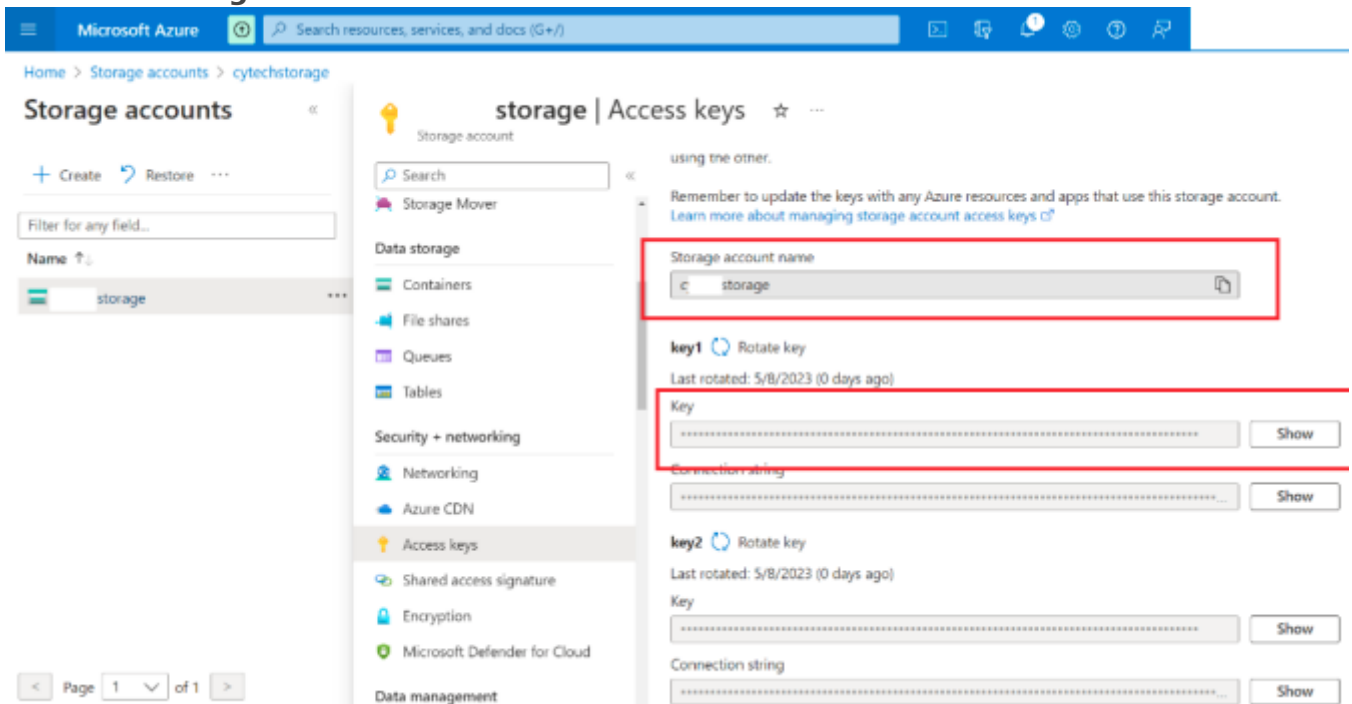 Microsoft Azure
Search resources, services, and docs (G+/)
1
Home > Storage accounts > cytechstorage
Storage accounts «
+ Create Restore ...
Filter for any field...
Name ↑↓
storage ...
< Page 1 of 1 >
storage | Access keys ☆ ...
Storage account
Search «
Storage Mover
Data storage
Containers
File shares
Queues
Tables
Security + networking
Networking
Azure CDN
Access keys
Shared access signature
Encryption
Microsoft Defender for Cloud
Data management
using the other.
Remember to update the keys with any Azure resources and apps that use this storage account.
Learn more about managing storage account access keys
Storage account name
c storage
key1 Rotate key
Last rotated: 5/8/2023 (0 days ago)
Key
Show
Connection string
Show
key2 Rotate key
Last rotated: 5/8/2023 (0 days ago)
Key
Show
Connection string
Show